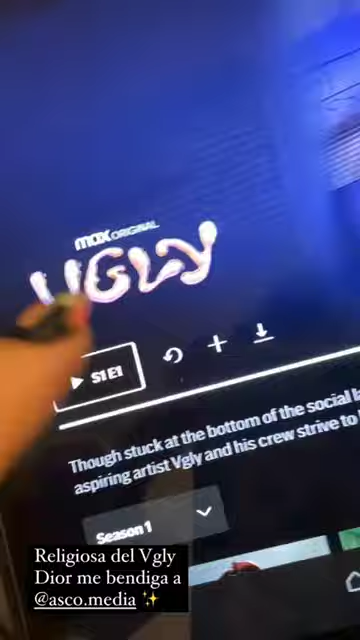 max ORIGINAL
VGLY
S1 E1
Though stuck at the bottom of the social
aspiring artist Vgly and his crew strive to
Season 1
Religiosa del Vgly
Dior me bendiga a
@asco.media ✨